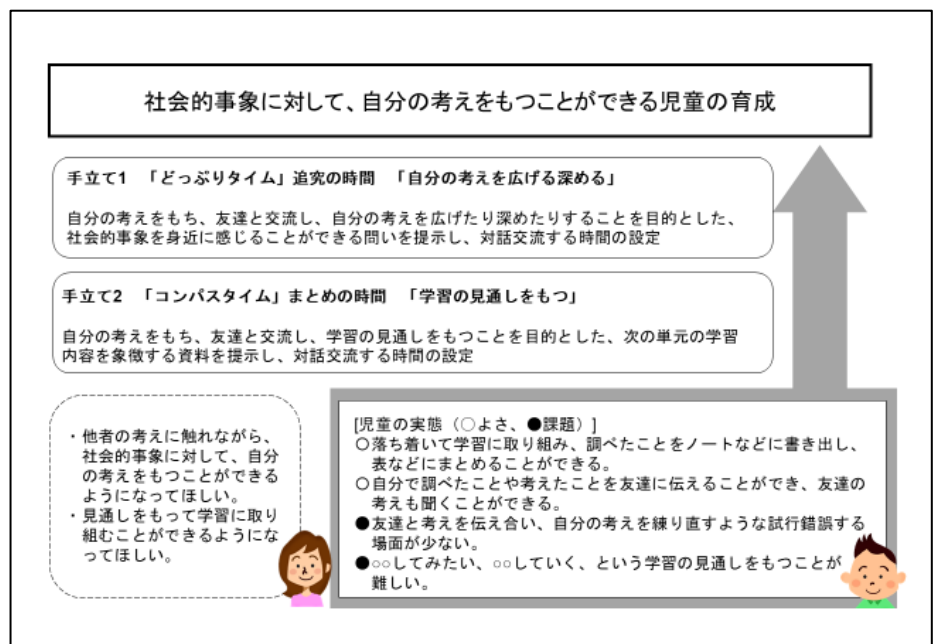 社会的事象に対して、自分の考えをもつことができる児童の育成
手立て1　「どっぷりタイム」追究の時間　「自分の考えを広げる深める」
自分の考えをもち、友達と交流し、自分の考えを広げたり深めたりすることを目的とした、
社会的事象を身近に感じることができる問いを提示し、対話交流する時間の設定
手立て2　「コンパスタイム」まとめの時間　「学習の見通しをもつ」
自分の考えをもち、友達と交流し、学習の見通しをもつことを目的とした、次の単元の学習
内容を象徴する資料を提示し、対話交流する時間の設定
・他者の考えに触れながら、
社会的事象に対して、自分
の考えをもつことができる
ようになってほしい。
・見通しをもって学習に取り
組むことができるようにな
ってほしい。
[児童の実態（○よさ、●課題）]
○落ち着いて学習に取り組み、調べたことをノートなどに書き出し、
表などにまとめることができる。
○自分で調べたことや考えたことを友達に伝えることができ、友達の
考えも聞くことができる。
●友達と考えを伝え合い、自分の考えを練り直すような試行錯誤する
場面が少ない。
●○○してみたい、○○していく、という学習の見通しをもつことが
難しい。